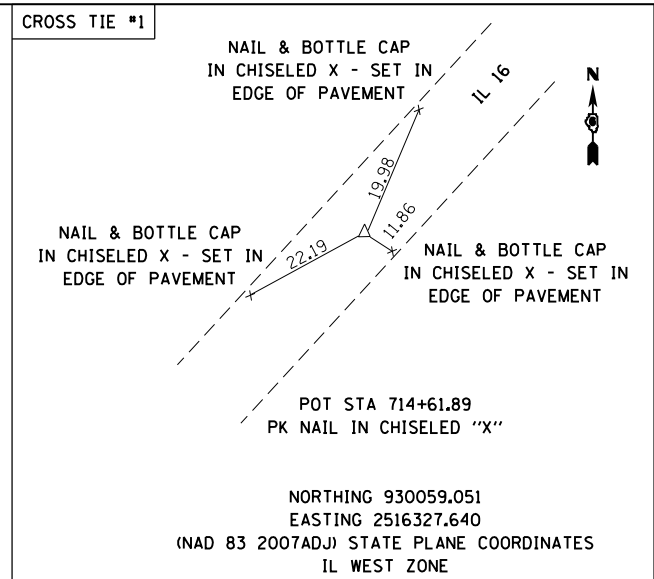 CROSS TIE #1
NAIL & BOTTLE CAP
IN CHISELED X - SET IN
EDGE OF PAVEMENT
IL 16
N
19.98
11.86
22.19
NAIL & BOTTLE CAP
IN CHISELED X - SET IN
EDGE OF PAVEMENT
NAIL & BOTTLE CAP
IN CHISELED X - SET IN
EDGE OF PAVEMENT
POT STA 714+61.89
PK NAIL IN CHISELED "X"
NORTHING 930059.051
EASTING 2516327.640
(NAD 83 2007ADJ) STATE PLANE COORDINATES
IL WEST ZONE